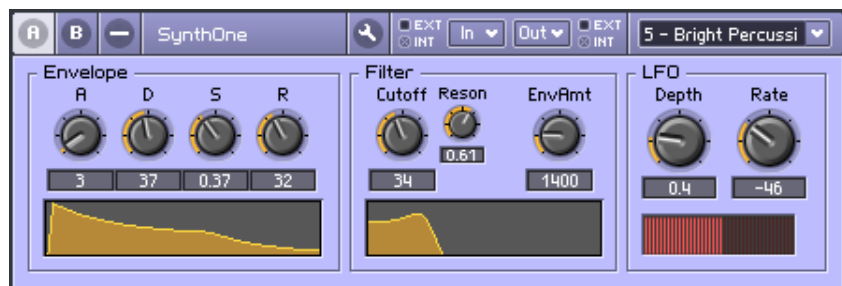 A B SynthOne EXT INT In Out EXT INT 5 - Bright Percussi
Envelope Filter LFO
A D S R Cutoff Reson EnvAmt Depth Rate
0.61
3 37 0.37 32 34 1400 0.4 -46